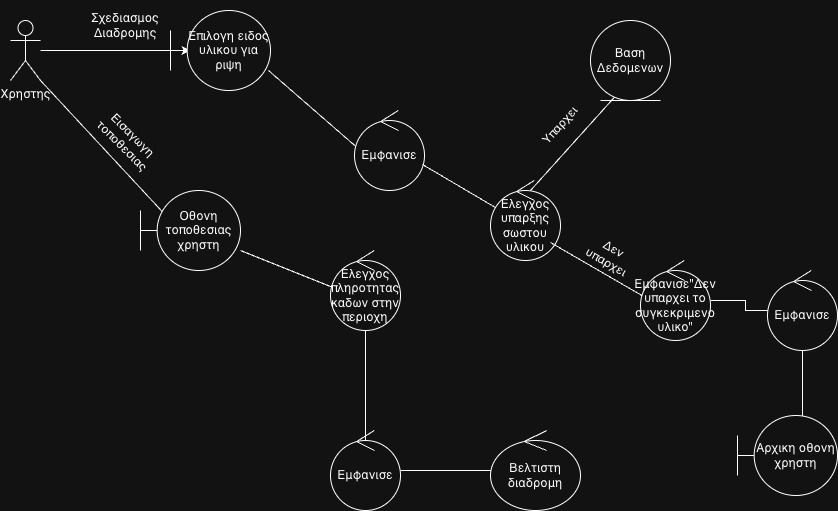 Σχεδιασμος
Διαδρομης
Χρηστης
Επιλογη ειδος
υλικου για
ριψη
Βαση
Δεδομενων
Εισαγωγη
τοποθεσιας
Εμφανισε
Υπαρχει
Ελεγχος
υπαρξης
σωστου
υλικου
Οθονη
τοποθεσιας
χρηστη
Δεν
υπαρχει
Ελεγχος
πληροτητας
καδων στην
περιοχη
Εμφανισε"Δεν
υπαρχει το
συγκεκριμενο
υλικο"
Εμφανισε
Εμφανισε
Βελτιστη
διαδρομη
Αρχικη οθονη
χρηστη